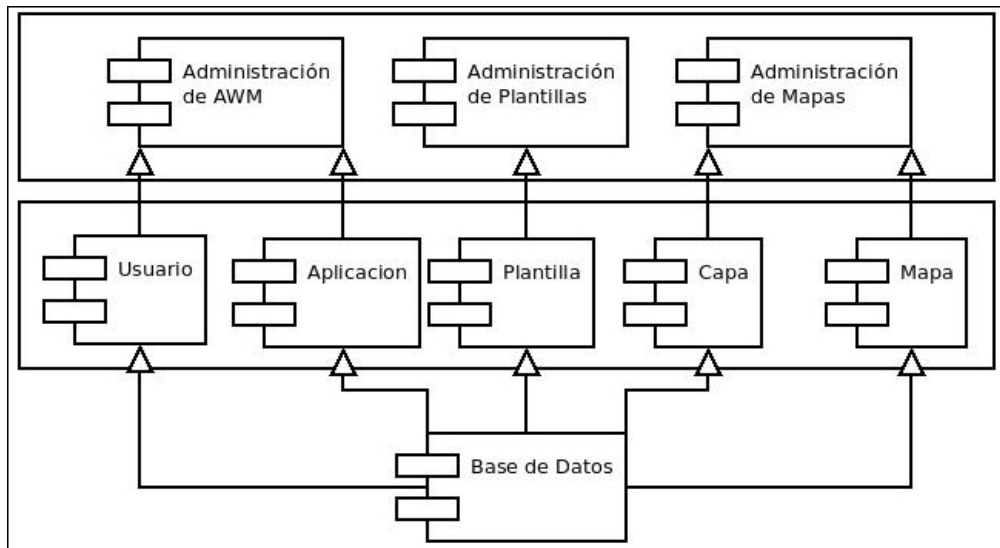 Administración
de AWM
Administración
de Plantillas
Administración
de Mapas
Usuario
Aplicacion
Plantilla
Capa
Mapa
Base de Datos